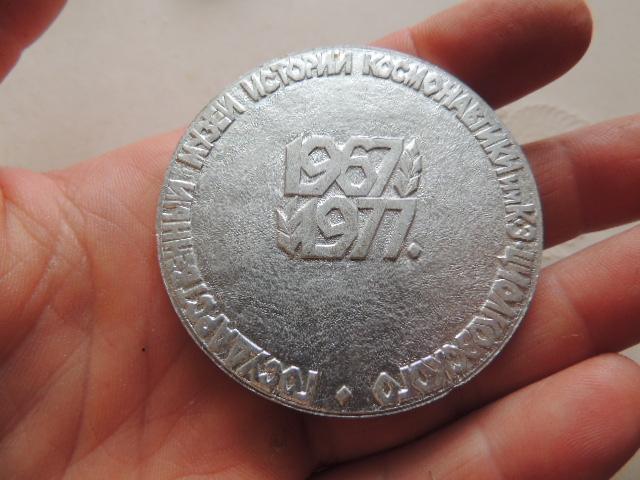 ГОСУДАРСТВЕННЫЙ МУЗЕЙ ИСТОРИИ КОСМОНАВТИКИ ИМ. К.Э. ЦИОЛКОВСКОГО
1967
1977.